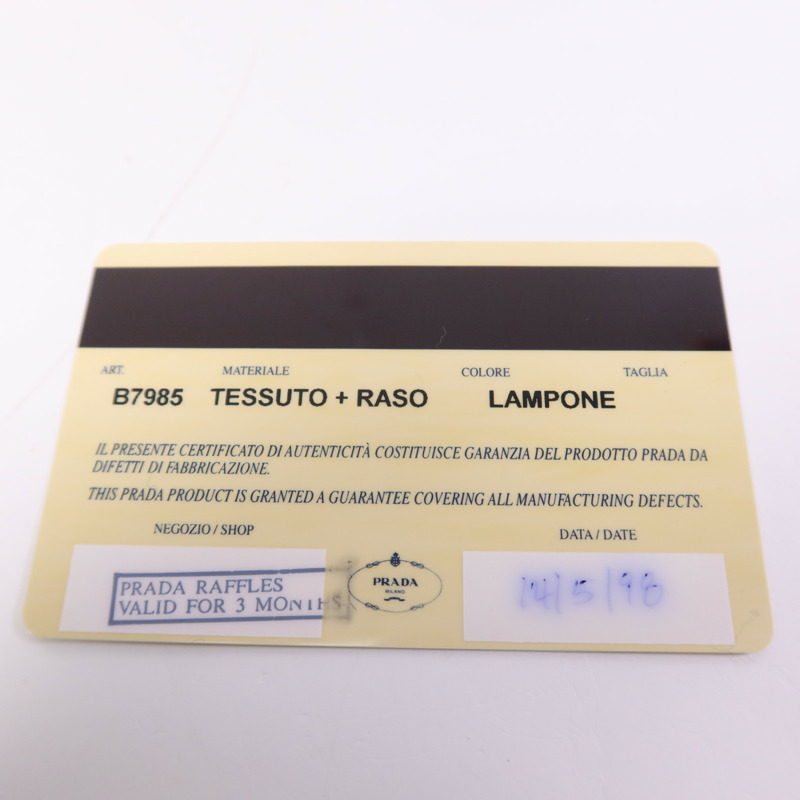 ART. MATERIALE COLORE TAGLIA
B7985 TESSUTO + RASO LAMPONE
IL PRESENTE CERTIFICATO DI AUTENTICITÀ COSTITUISCE GARANZIA DEL PRODOTTO PRADA DA
DIFETTI DI FABBRICAZIONE.
THIS PRADA PRODUCT IS GRANTED A GUARANTEE COVERING ALL MANUFACTURING DEFECTS.
NEGOZIO / SHOP DATA / DATE
PRADA RAFFLES
VALID FOR 3 MONTHS
PRADA
MILANO
14/5/98